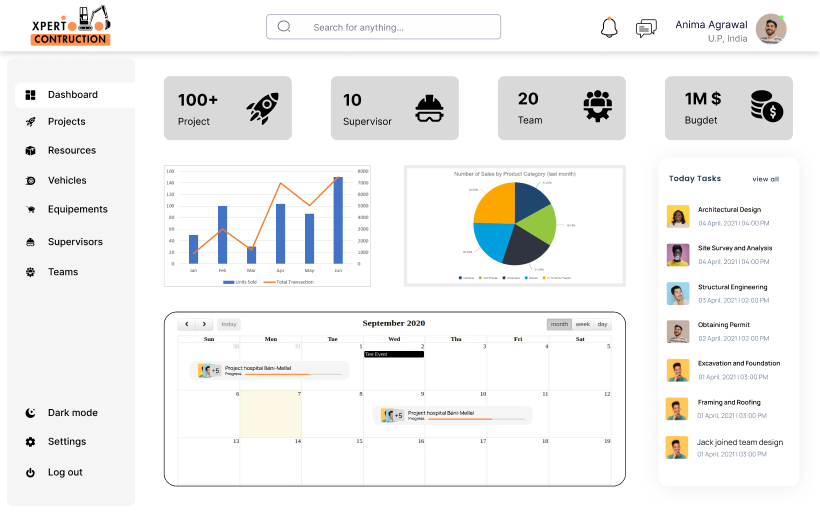 XPERT
CONTRUCTION
Search for anything...
Anima Agrawal
U.P, India
Dashboard
Projects
Resources
Vehicles
Equipements
Supervisors
Teams
Dark mode
Settings
Log out
100+
Project
10
Supervisor
20
Team
1M $
Bugdet
160
140
120
100
80
60
40
20
0
8000
7000
6000
5000
4000
3000
2000
1000
0
Jan Feb Mar Apr May Jun
Units Sold Total Transaction
Number of Sales by Product Category (last month)
Today Tasks view all
Architectural Design
04 April, 2021 I 04:00 PM
Site Survey and Analysis
04 April, 2021 I 04:00 PM
Structural Engineering
03 April, 2021 I 02:00 PM
Obtaining Permit
02 April, 2021 I 02:00 PM
Excavation and Foundation
01 April, 2021 I 03:00 PM
Framing and Roofing
01 April, 2021 I 03:00 PM
Jack joined team design
01 April, 2021 I 03:00 PM
today
September 2020
month week day
Sun Mon Tue Wed Thu Fri Sat
30 31 1 2 3 4 5
Test Event
+5 Project hospital Béni-Mellal
Progress
6 7 8 9 10 11 12
+5 Project hospital Béni-Mellal
Progress
13 14 15 16 17 18 19